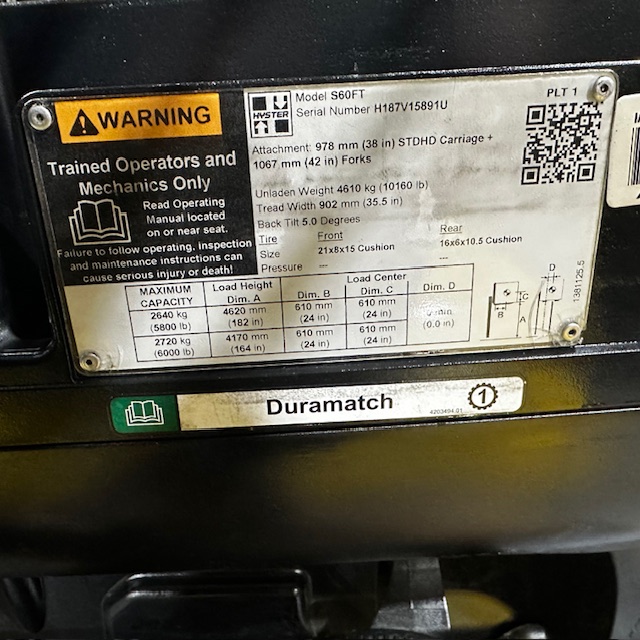 WARNING
Trained Operators and
Mechanics Only
Read Operating
Manual located
on or near seat.
Failure to follow operating, inspection
and maintenance instructions can
cause serious injury or death!
HYSTER
Model S60FT
Serial Number H187V15891U
PLT 1
Attachment: 978 mm (38 in) STDHD Carriage +
1067 mm (42 in) Forks
Unladen Weight 4610 kg (10160 lb)
Tread Width 902 mm (35.5 in)
Back Tilt 5.0 Degrees
Tire Front Rear
Size 21x8x15 Cushion 16x6x10.5 Cushion
Pressure --- ---
MAXIMUM CAPACITY Load Height Dim. A Load Center Dim. B Dim. C Dim. D
2640 kg (5800 lb) 4620 mm (182 in) 610 mm (24 in) 610 mm (24 in) mm (0.0 in)
2720 kg (6000 lb) 4170 mm (164 in) 610 mm (24 in) 610 mm (24 in)
D
C
B
A
1381125.5
Duramatch
4203494-01
1